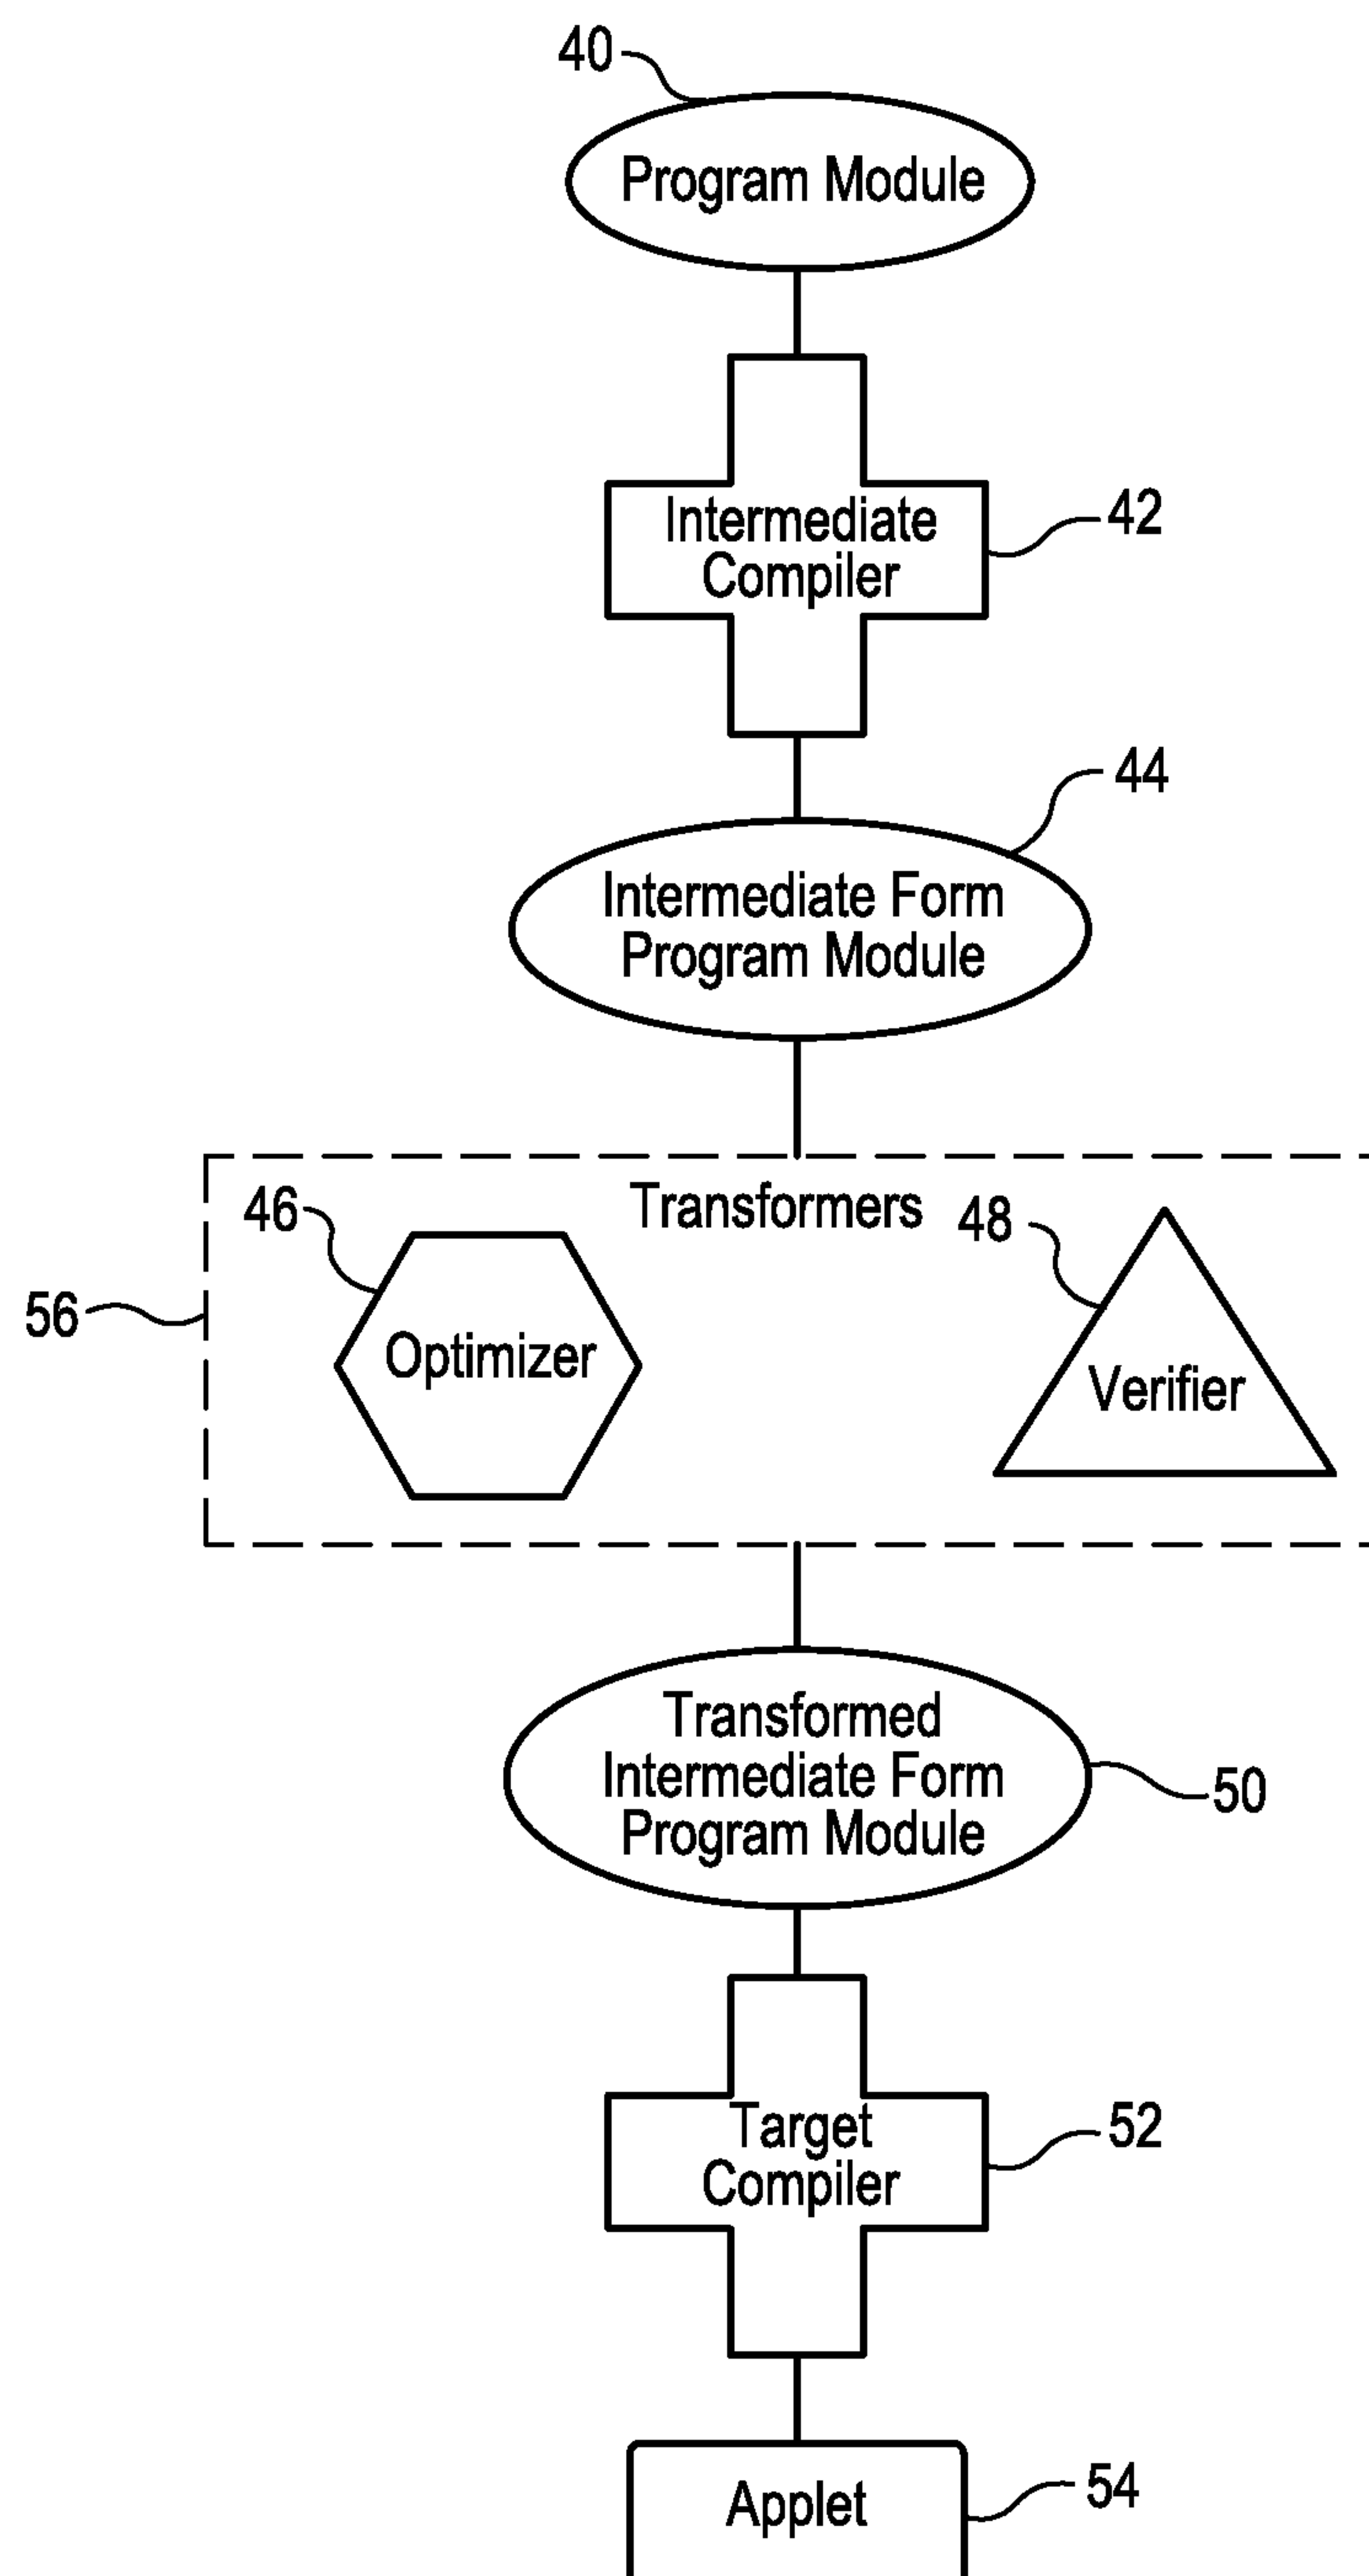 40
Program Module
Intermediate
Compiler
42
44
Intermediate Form
Program Module
Transformers
46
48
56
Optimizer
Verifier
Transformed
Intermediate Form
Program Module
50
Target
Compiler
52
Applet
54